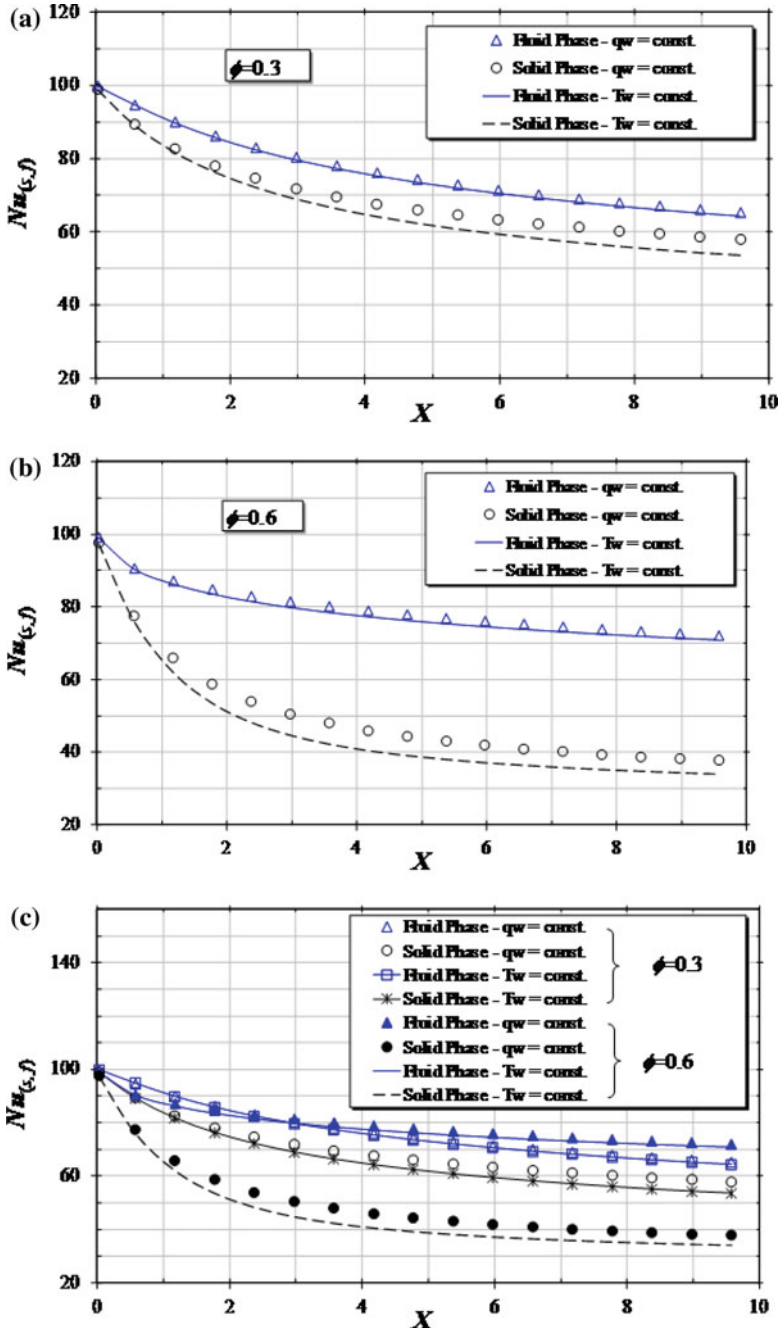 (a)
120
100
80
60
40
20
Nu(s,f)
ϕ=0.3
Fluid Phase - qw = const.
Solid Phase - qw = const.
Fluid Phase - Tw = const.
Solid Phase - Tw = const.
0 2 4 6 8 10
X
(b)
120
100
80
60
40
20
Nu(s,f)
ϕ=0.6
Fluid Phase - qw = const.
Solid Phase - qw = const.
Fluid Phase - Tw = const.
Solid Phase - Tw = const.
0 2 4 6 8 10
X
(c)
140
100
60
20
Nu(s,f)
Fluid Phase - qw = const.
Solid Phase - qw = const.
Fluid Phase - Tw = const.
Solid Phase - Tw = const.
ϕ=0.3
Fluid Phase - qw = const.
Solid Phase - qw = const.
Fluid Phase - Tw = const.
Solid Phase - Tw = const.
ϕ=0.6
0 2 4 6 8 10
X